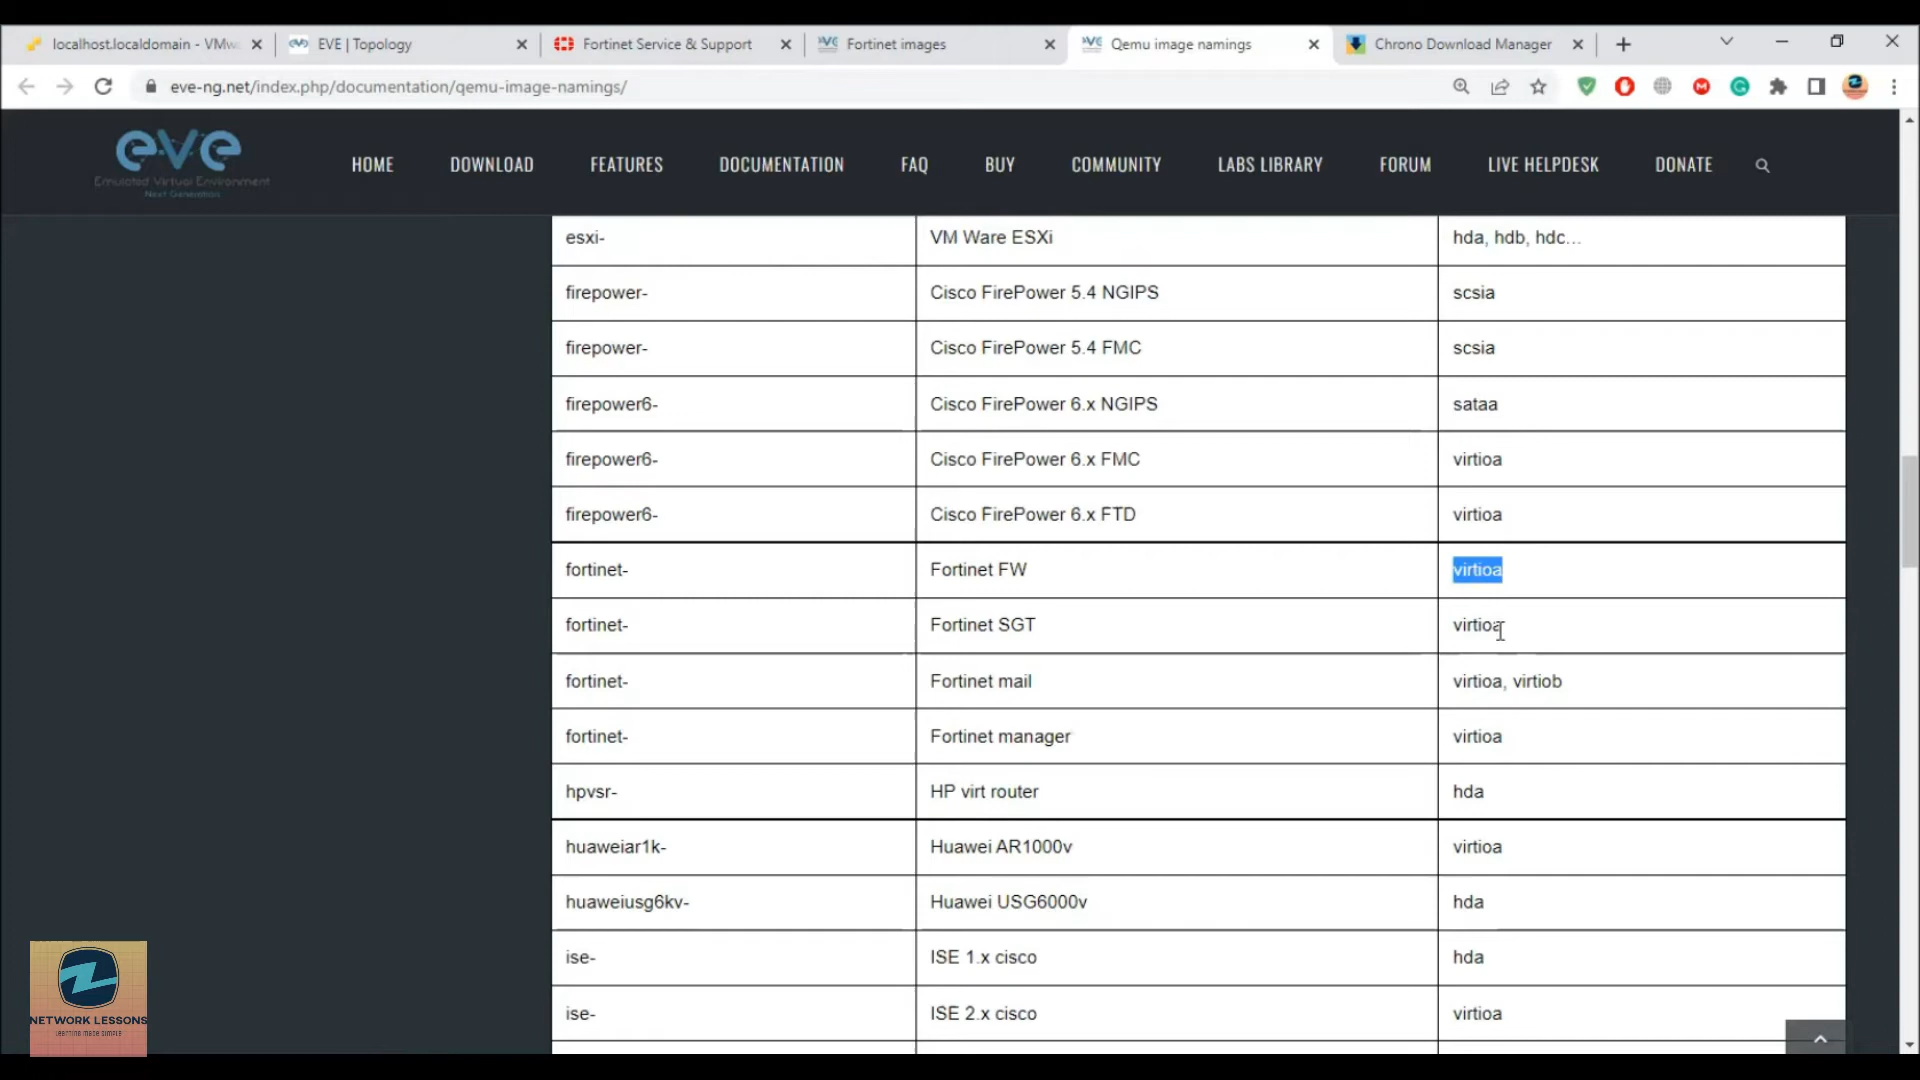 localhost.localdomain - VMw
EVE | Topology
Fortinet Service & Support
Fortinet images
Qemu image namings
Chrono Download Manager
eve-ng.net/index.php/documentation/qemu-image-namings/
eve
Emulated Virtual Environment
Next Generation
HOME
DOWNLOAD
FEATURES
DOCUMENTATION
FAQ
BUY
COMMUNITY
LABS LIBRARY
FORUM
LIVE HELPDESK
DONATE
esxi- VM Ware ESXi hda, hdb, hdc...
firepower- Cisco FirePower 5.4 NGIPS scsia
firepower- Cisco FirePower 5.4 FMC scsia
firepower6- Cisco FirePower 6.x NGIPS sataa
firepower6- Cisco FirePower 6.x FMC virtioa
firepower6- Cisco FirePower 6.x FTD virtioa
fortinet- Fortinet FW virtioa
fortinet- Fortinet SGT virtioa
fortinet- Fortinet mail virtioa, virtiob
fortinet- Fortinet manager virtioa
hpvsr- HP virt router hda
huaweiar1k- Huawei AR1000v virtioa
huaweiusg6kv- Huawei USG6000v hda
ise- ISE 1.x cisco hda
ise- ISE 2.x cisco virtioa
NETWORK LESSONS
LEARNING MADE SIMPLE